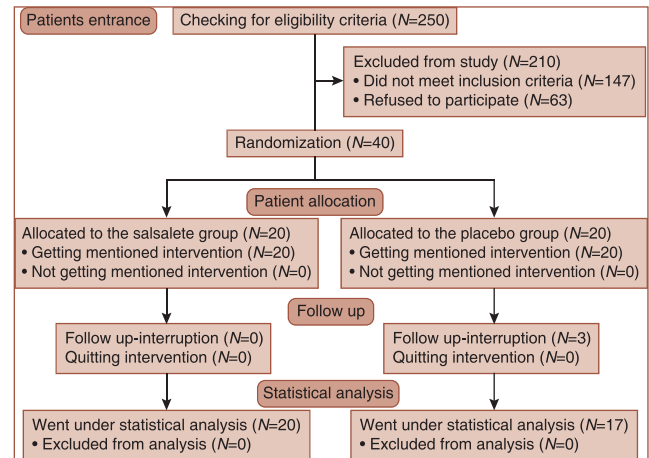 Patients entrance
Checking for eligibility criteria (N=250)
Excluded from study (N=210)
• Did not meet inclusion criteria (N=147)
• Refused to participate (N=63)
Randomization (N=40)
Patient allocation
Allocated to the salsalete group (N=20)
• Getting mentioned intervention (N=20)
• Not getting mentioned intervention (N=0)
Allocated to the placebo group (N=20)
• Getting mentioned intervention (N=20)
• Not getting mentioned intervention (N=0)
Follow up
Follow up-interruption (N=0)
Quitting intervention (N=0)
Follow up-interruption (N=3)
Quitting intervention (N=0)
Statistical analysis
Went under statistical analysis (N=20)
• Excluded from analysis (N=0)
Went under statistical analysis (N=17)
• Excluded from analysis (N=0)